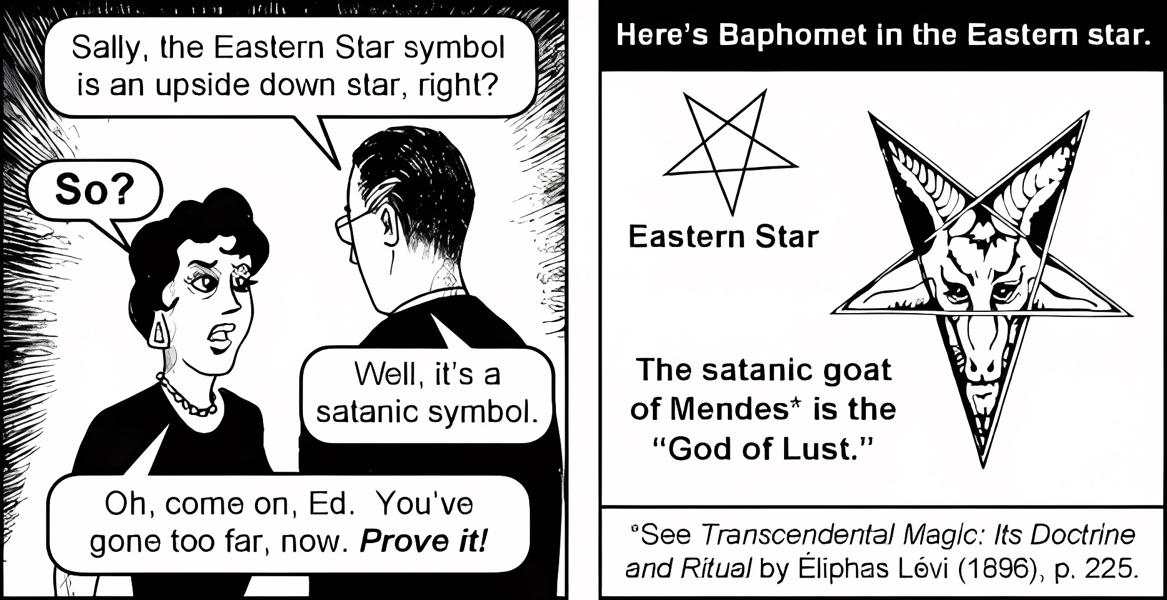 Sally, the Eastern Star symbol
is an upside down star, right?
So?
Well, it's a
satanic symbol.
Oh, come on, Ed. You've
gone too far, now. Prove it!
Here's Baphomet in the Eastern star.
Eastern Star
The satanic goat
of Mendes* is the
“God of Lust.”
*See Transcendental Magic: Its Doctrine
and Ritual by Éliphas Lévi (1896), p. 225.